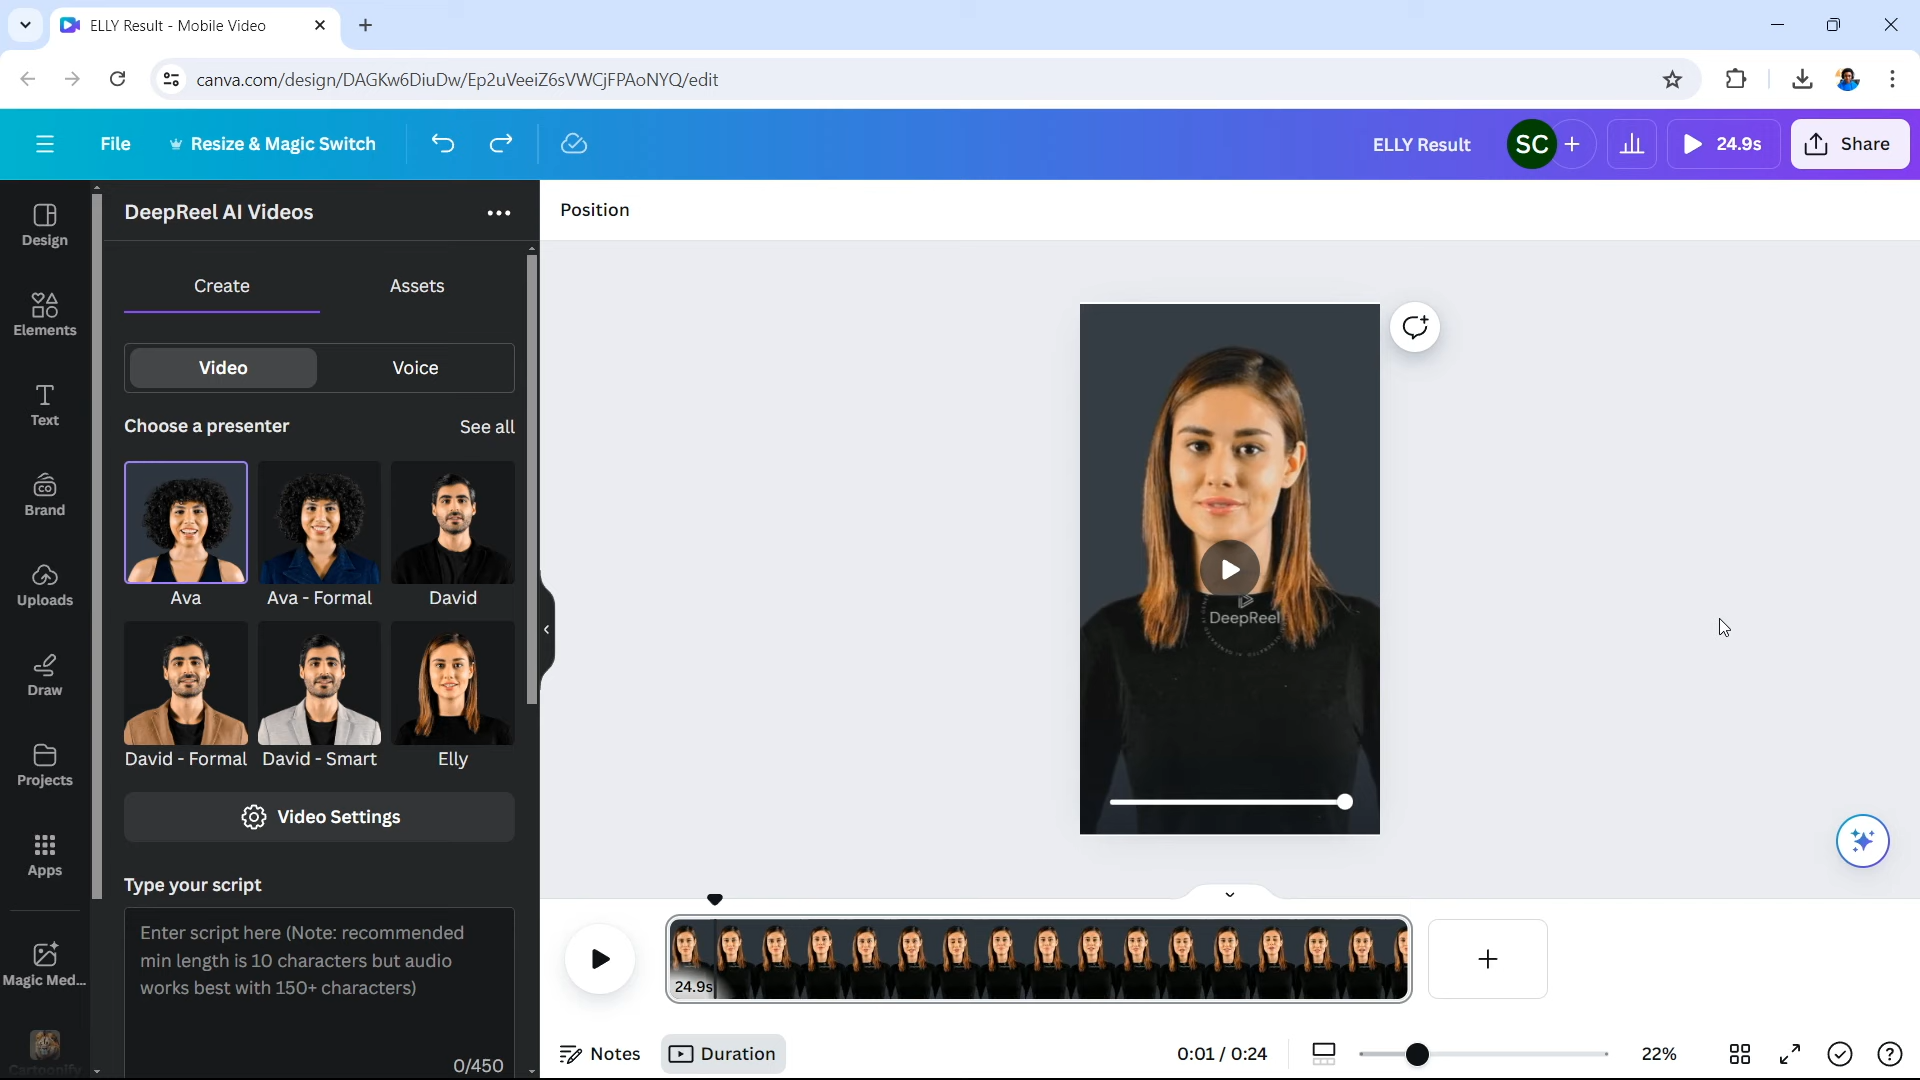 ELLY Result - Mobile Video
canva.com/design/DAGKw6DiuDw/Ep2uVeeiZ6sVWCjFPAoNYQ/edit
File
Resize & Magic Switch
ELLY Result
SC
24.9s
Share
Design
Elements
Text
Brand
Uploads
Draw
Projects
Apps
Magic Med...
Cartoonify
DeepReel AI Videos
Create
Assets
Video
Voice
Choose a presenter
See all
Ava
Ava - Formal
David
David - Formal
David - Smart
Elly
Video Settings
Type your script
Enter script here (Note: recommended
min length is 10 characters but audio
works best with 150+ characters)
0/450
Position
DeepReel
24.9s
Notes
Duration
0:01 / 0:24
22%